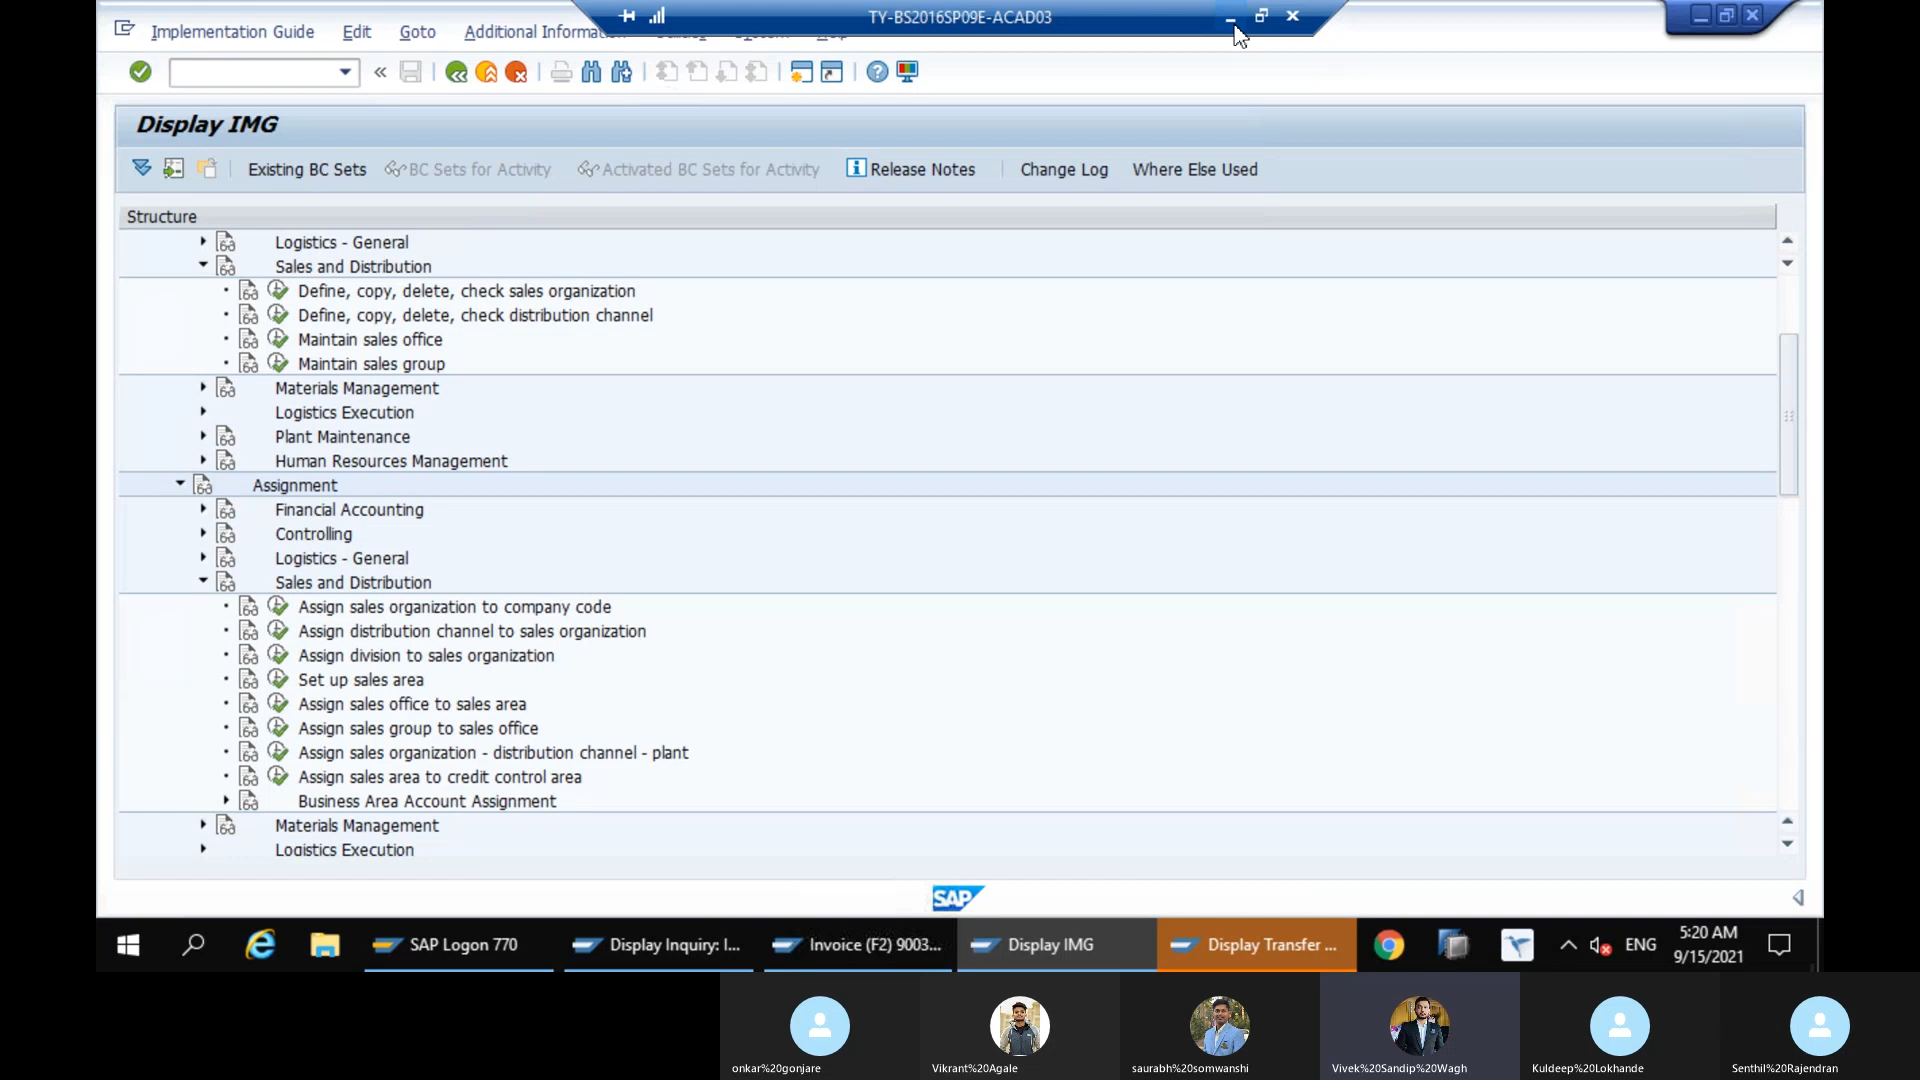 TY-BS2016SP09E-ACAD03
Implementation Guide Edit Goto Additional Informatio
Display IMG
Existing BC Sets BC Sets for Activity Activated BC Sets for Activity Release Notes Change Log Where Else Used
Structure
Logistics - General
Sales and Distribution
Define, copy, delete, check sales organization
Define, copy, delete, check distribution channel
Maintain sales office
Maintain sales group
Materials Management
Logistics Execution
Plant Maintenance
Human Resources Management
Assignment
Financial Accounting
Controlling
Logistics - General
Sales and Distribution
Assign sales organization to company code
Assign distribution channel to sales organization
Assign division to sales organization
Set up sales area
Assign sales office to sales area
Assign sales group to sales office
Assign sales organization - distribution channel - plant
Assign sales area to credit control area
Business Area Account Assignment
Materials Management
Logistics Execution
SAP
SAP Logon 770 Display Inquiry: I... Invoice (F2) 9003... Display IMG Display Transfer ... ENG 5:20 AM
9/15/2021
onkar%20gonjare Vikrant%20Agale saurabh%20somwanshi Vivek%20Sandip%20Wagh Kuldeep%20Lokhande Senthil%20Rajendran